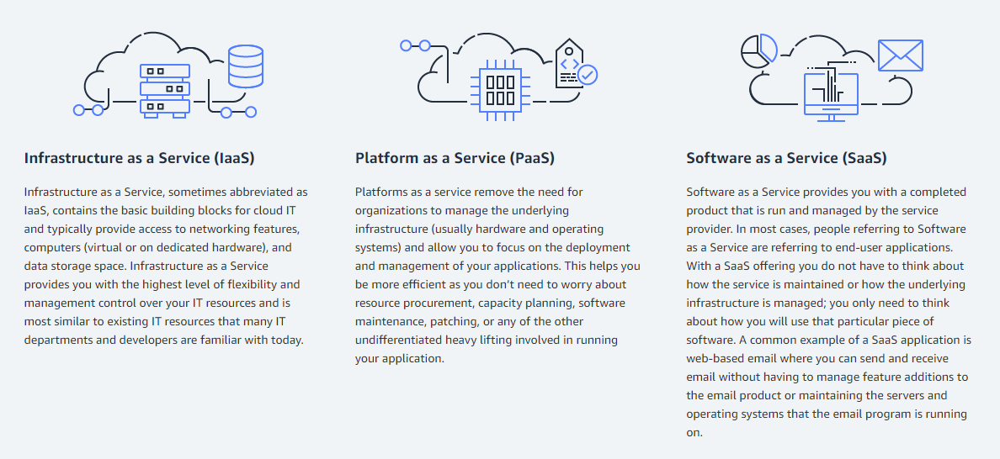 Infrastructure as a Service (IaaS)
Infrastructure as a Service, sometimes abbreviated as
IaaS, contains the basic building blocks for cloud IT
and typically provide access to networking features,
computers (virtual or on dedicated hardware), and
data storage space. Infrastructure as a Service
provides you with the highest level of flexibility and
management control over your IT resources and is
most similar to existing IT resources that many IT
departments and developers are familiar with today.
Platform as a Service (PaaS)
Platforms as a service remove the need for
organizations to manage the underlying
infrastructure (usually hardware and operating
systems) and allow you to focus on the deployment
and management of your applications. This helps you
be more efficient as you don’t need to worry about
resource procurement, capacity planning, software
maintenance, patching, or any of the other
undifferentiated heavy lifting involved in running
your application.
Software as a Service (SaaS)
Software as a Service provides you with a completed
product that is run and managed by the service
provider. In most cases, people referring to Software
as a Service are referring to end-user applications.
With a SaaS offering you do not have to think about
how the service is maintained or how the underlying
infrastructure is managed; you only need to think
about how you will use that particular piece of
software. A common example of a SaaS application is
web-based email where you can send and receive
email without having to manage feature additions to
the email product or maintaining the servers and
operating systems that the email program is running
on.